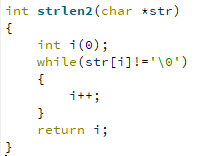 int strlen2(char *str)
{
    int i(0);
    while(str[i]!='\0')
    {
        i++;
    }
    return i;
}